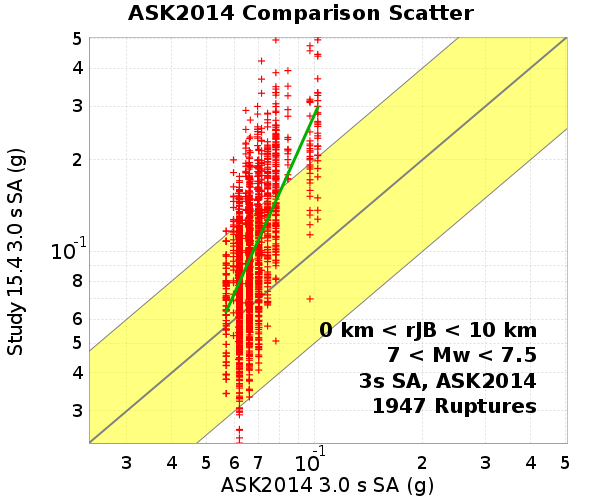 ASK2014 Comparison Scatter
5
4
3
2
10-1
8
6
5
4
3
Study 15.4 3.0 s SA (g)
0 km < rJB < 10 km
7 < Mw < 7.5
3s SA, ASK2014
1947 Ruptures
3 4 5 6 7 10-1 2 3 4 5
ASK2014 3.0 s SA (g)